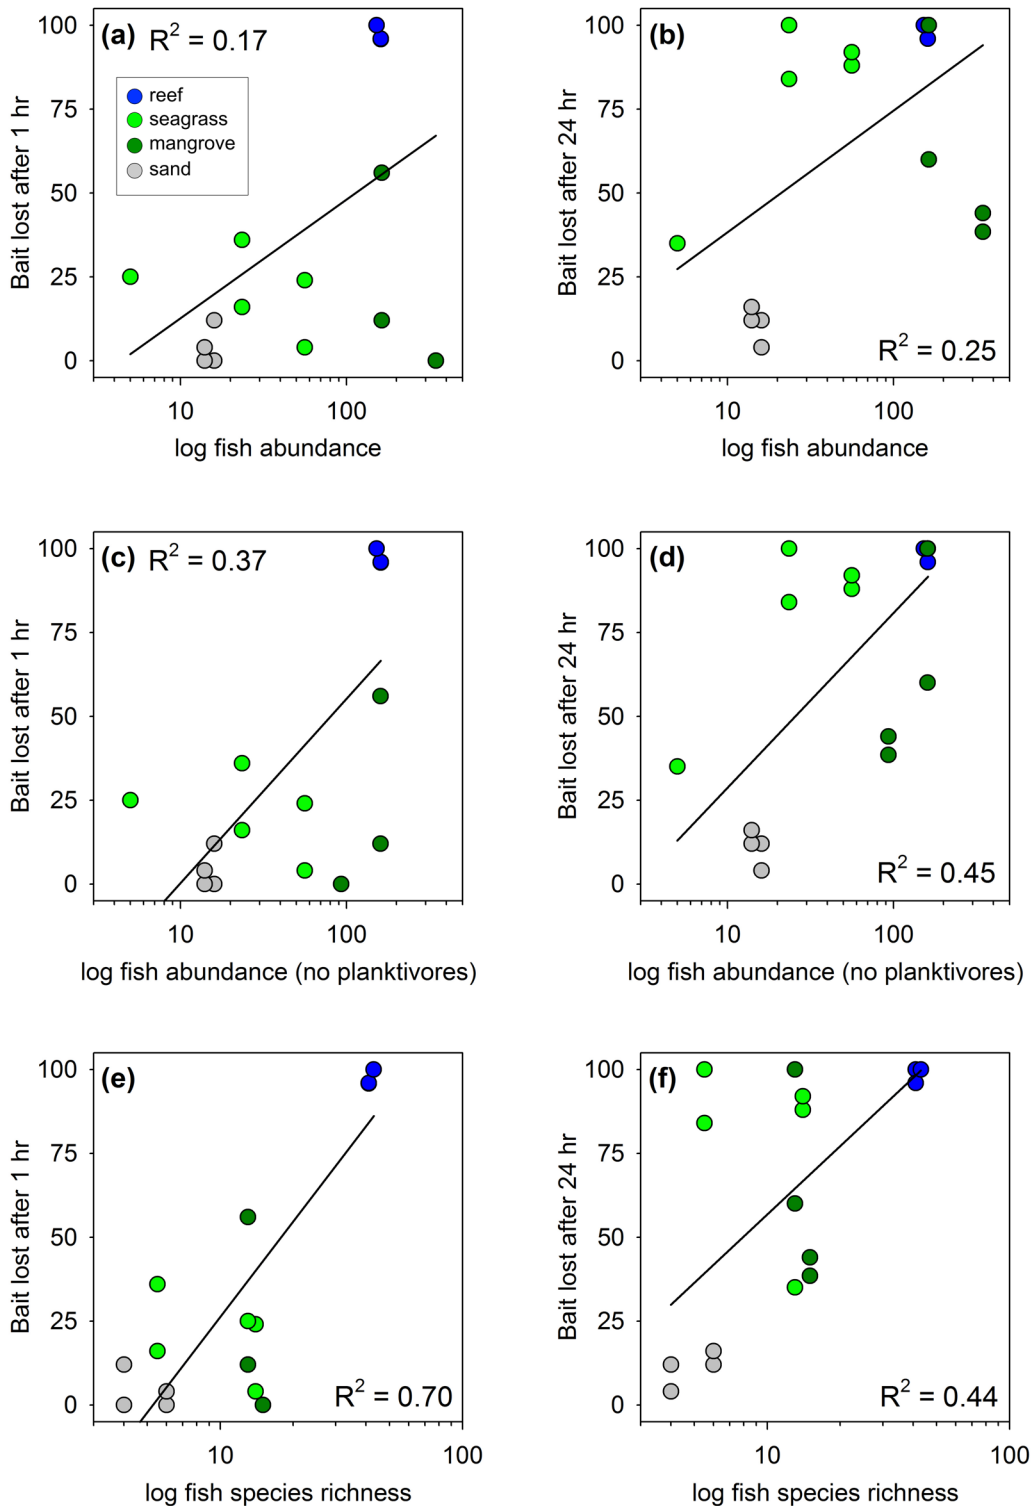 (a) R² = 0.17
reef
seagrass
mangrove
sand
Bait lost after 1 hr
100
75
50
25
0
10 100
log fish abundance
(b)
Bait lost after 24 hr
100
75
50
25
0
R² = 0.25
10 100
log fish abundance
(c) R² = 0.37
Bait lost after 1 hr
100
75
50
25
0
10 100
log fish abundance (no planktivores)
(d)
Bait lost after 24 hr
100
75
50
25
0
R² = 0.45
10 100
log fish abundance (no planktivores)
(e)
Bait lost after 1 hr
100
75
50
25
0
R² = 0.70
10 100
log fish species richness
(f)
Bait lost after 24 hr
100
75
50
25
0
R² = 0.44
10 100
log fish species richness